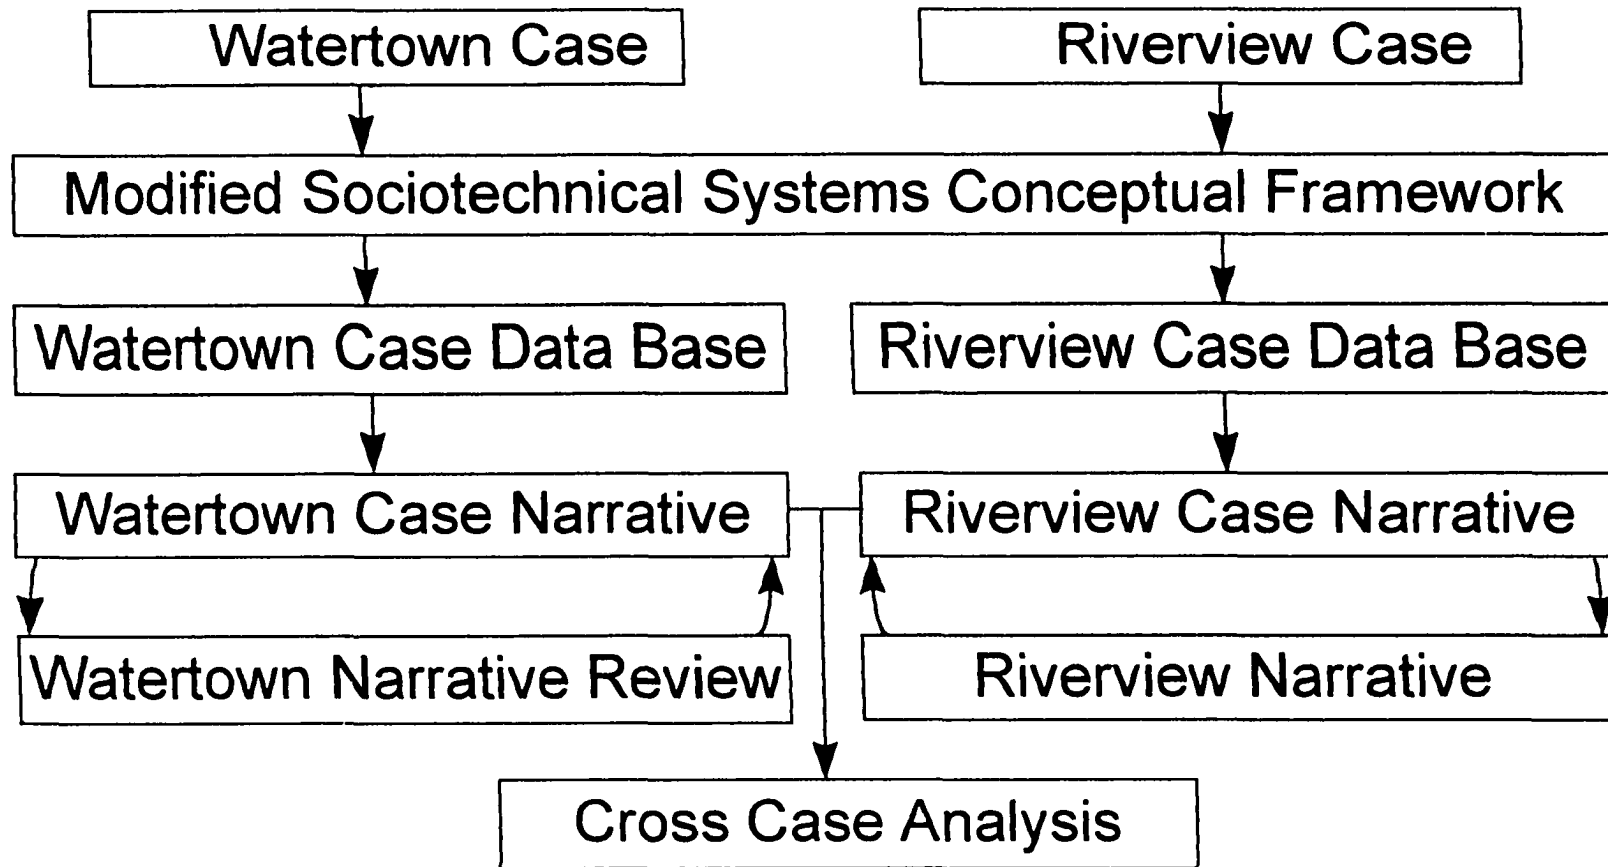 Watertown Case
Riverview Case
Modified Sociotechnical Systems Conceptual Framework
Watertown Case Data Base
Riverview Case Data Base
Watertown Case Narrative
Riverview Case Narrative
Watertown Narrative Review
Riverview Narrative
Cross Case Analysis